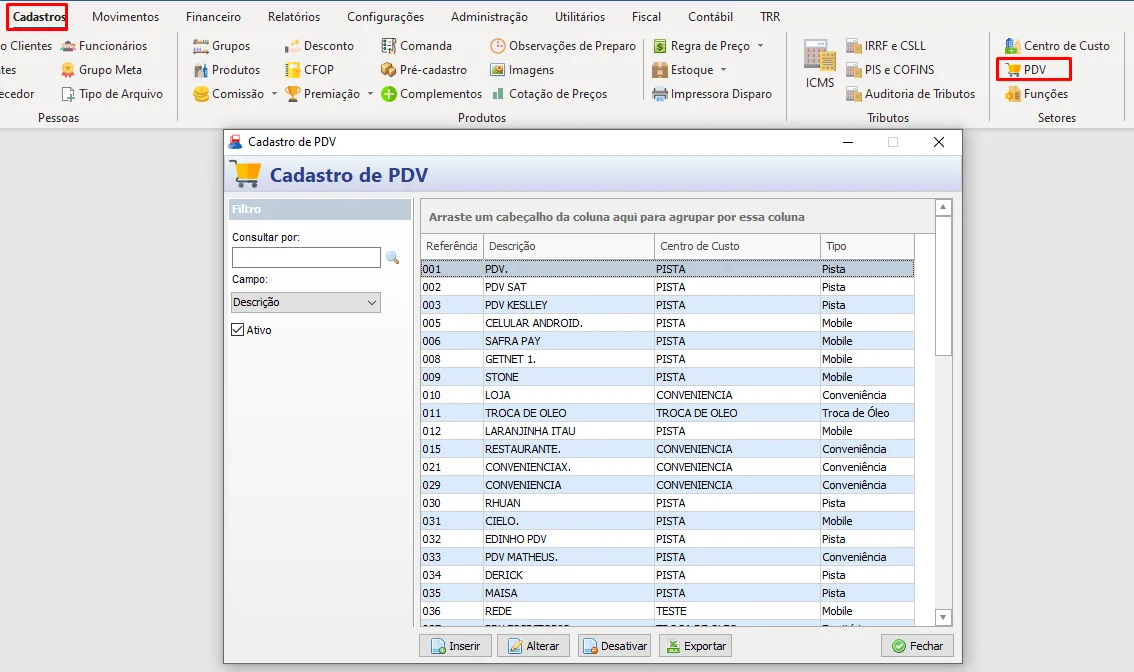 Cadastros Movimentos Financeiro Relatórios Configurações Administração Utilitários Fiscal Contábil TRR
o Clientes Funcionários Grupos Desconto Comanda Observações de Preparo Regra de Preço IRRF e CSLL Centro de Custo
tes Grupo Meta Produtos CFOP Pré-cadastro Imagens Estoque ICMS PIS e COFINS PDV
ecedor Tipo de Arquivo Comissão Premiação Complementos Cotação de Preços Impressora Disparo Auditoria de Tributos Funções
Pessoas Produtos Tributos Setores
Cadastro de PDV
Cadastro de PDV
Filtro
Consultar por:
Campo:
Descrição
Ativo
Arraste um cabeçalho da coluna aqui para agrupar por essa coluna
Referência Descrição Centro de Custo Tipo
001 PDV. PISTA Pista
002 PDV SAT PISTA Pista
003 PDV KESLLEY PISTA Pista
005 CELULAR ANDROID. PISTA Mobile
006 SAFRA PAY PISTA Mobile
008 GETNET 1. PISTA Mobile
009 STONE PISTA Mobile
010 LOJA CONVENIENCIA Conveniência
011 TROCA DE OLEO TROCA DE OLEO Troca de Óleo
012 LARANJINHA ITAU PISTA Mobile
015 RESTAURANTE. CONVENIENCIA Conveniência
021 CONVENIENCIAX. CONVENIENCIA Conveniência
029 CONVENIENCIA CONVENIENCIA Conveniência
030 RHUAN PISTA Pista
031 CIELO. PISTA Mobile
032 EDINHO PDV PISTA Pista
033 PDV MATHEUS. PISTA Conveniência
034 DERICK PISTA Pista
035 MAISA PISTA Pista
036 REDE TESTE Mobile
Inserir Alterar Desativar Exportar Fechar